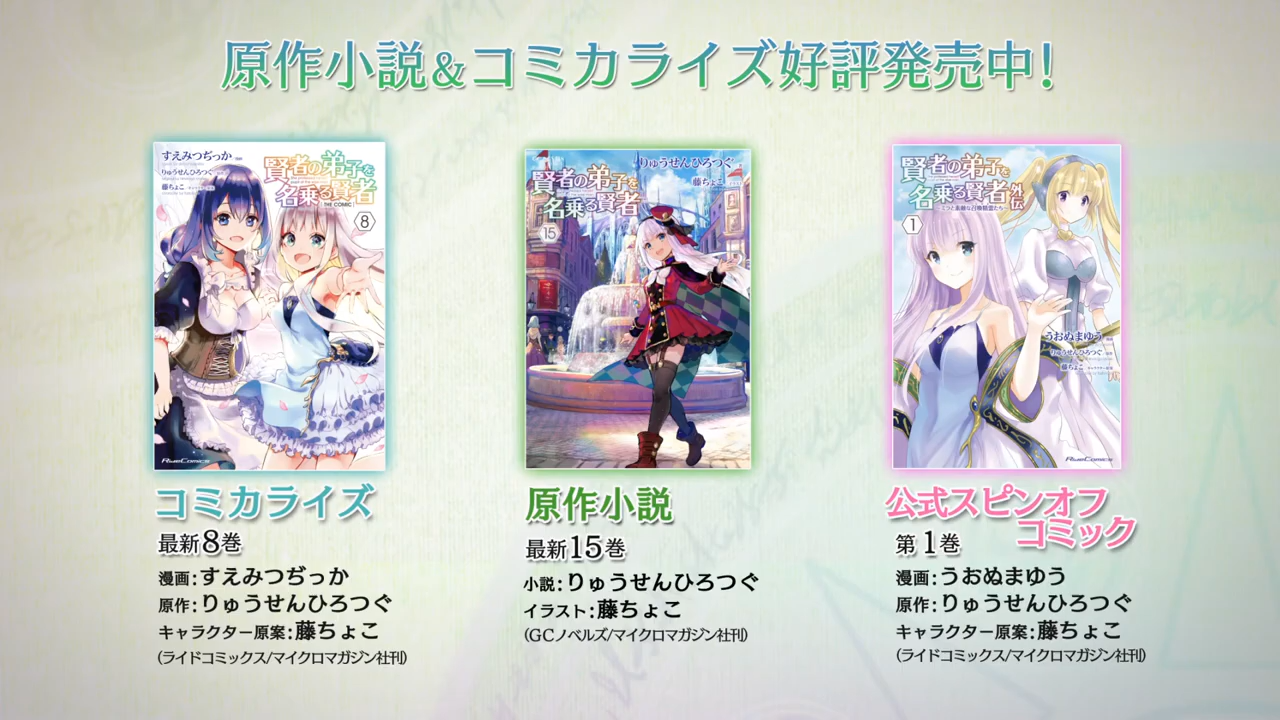 原作小説&コミカライズ好評発売中!
すえみつぢっか
りゅうせんひろつぐ
藤ちょこ
賢者の弟子を
名乗る賢者
THE COMIC
8
RideComics
りゅうせんひろつぐ
藤ちょこ
賢者の弟子を
名乗る賢者
15
賢者の弟子を
名乗る賢者 外伝
~ミラと素敵な召喚精霊たち~
1
うおぬまゆう
りゅうせんひろつぐ
藤ちょこ
RideComics
コミカライズ
最新8巻
漫画:すえみつぢっか
原作:りゅうせんひろつぐ
キャラクター原案:藤ちょこ
(ライドコミックス/マイクロマガジン社刊)
原作小説
最新15巻
小説:りゅうせんひろつぐ
イラスト:藤ちょこ
(GCノベルズ/マイクロマガジン社刊)
公式スピンオフ
コミック
第1巻
漫画:うおぬまゆう
原作:りゅうせんひろつぐ
キャラクター原案:藤ちょこ
(ライドコミックス/マイクロマガジン社刊)